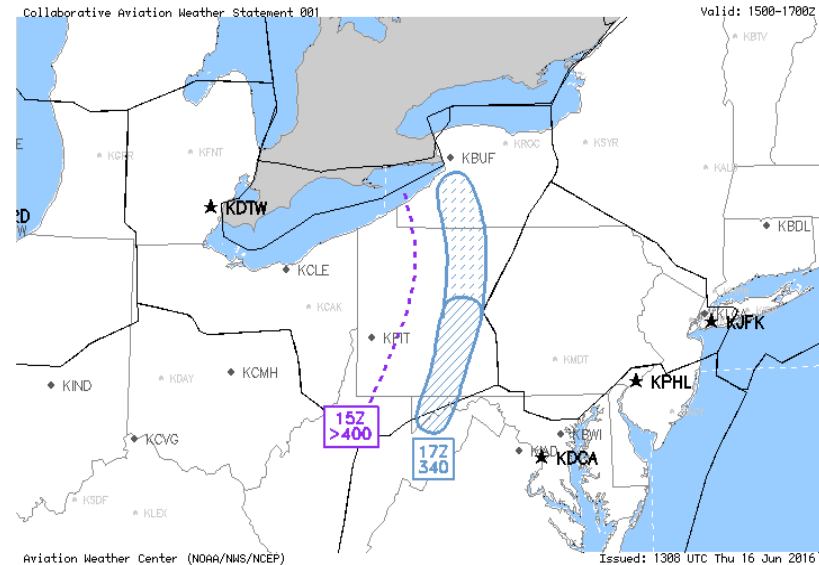 Collaborative Aviation Weather Statement 001
Valid: 1500-1700Z
KBTV
KGRR
KFNT
KBUF
KROC
KSYR
KALB
KDTW
KBDL
KCLE
KCAK
KPIT
KJFK
KMDT
KIND
KDAY
KCMH
KPHL
15Z
>400
KCVG
17Z
340
KBWI
KDCA
KSDF
KLEX
Aviation Weather Center (NOAA/NWS/NCEP)
Issued: 1308 UTC Thu 16 Jun 2016